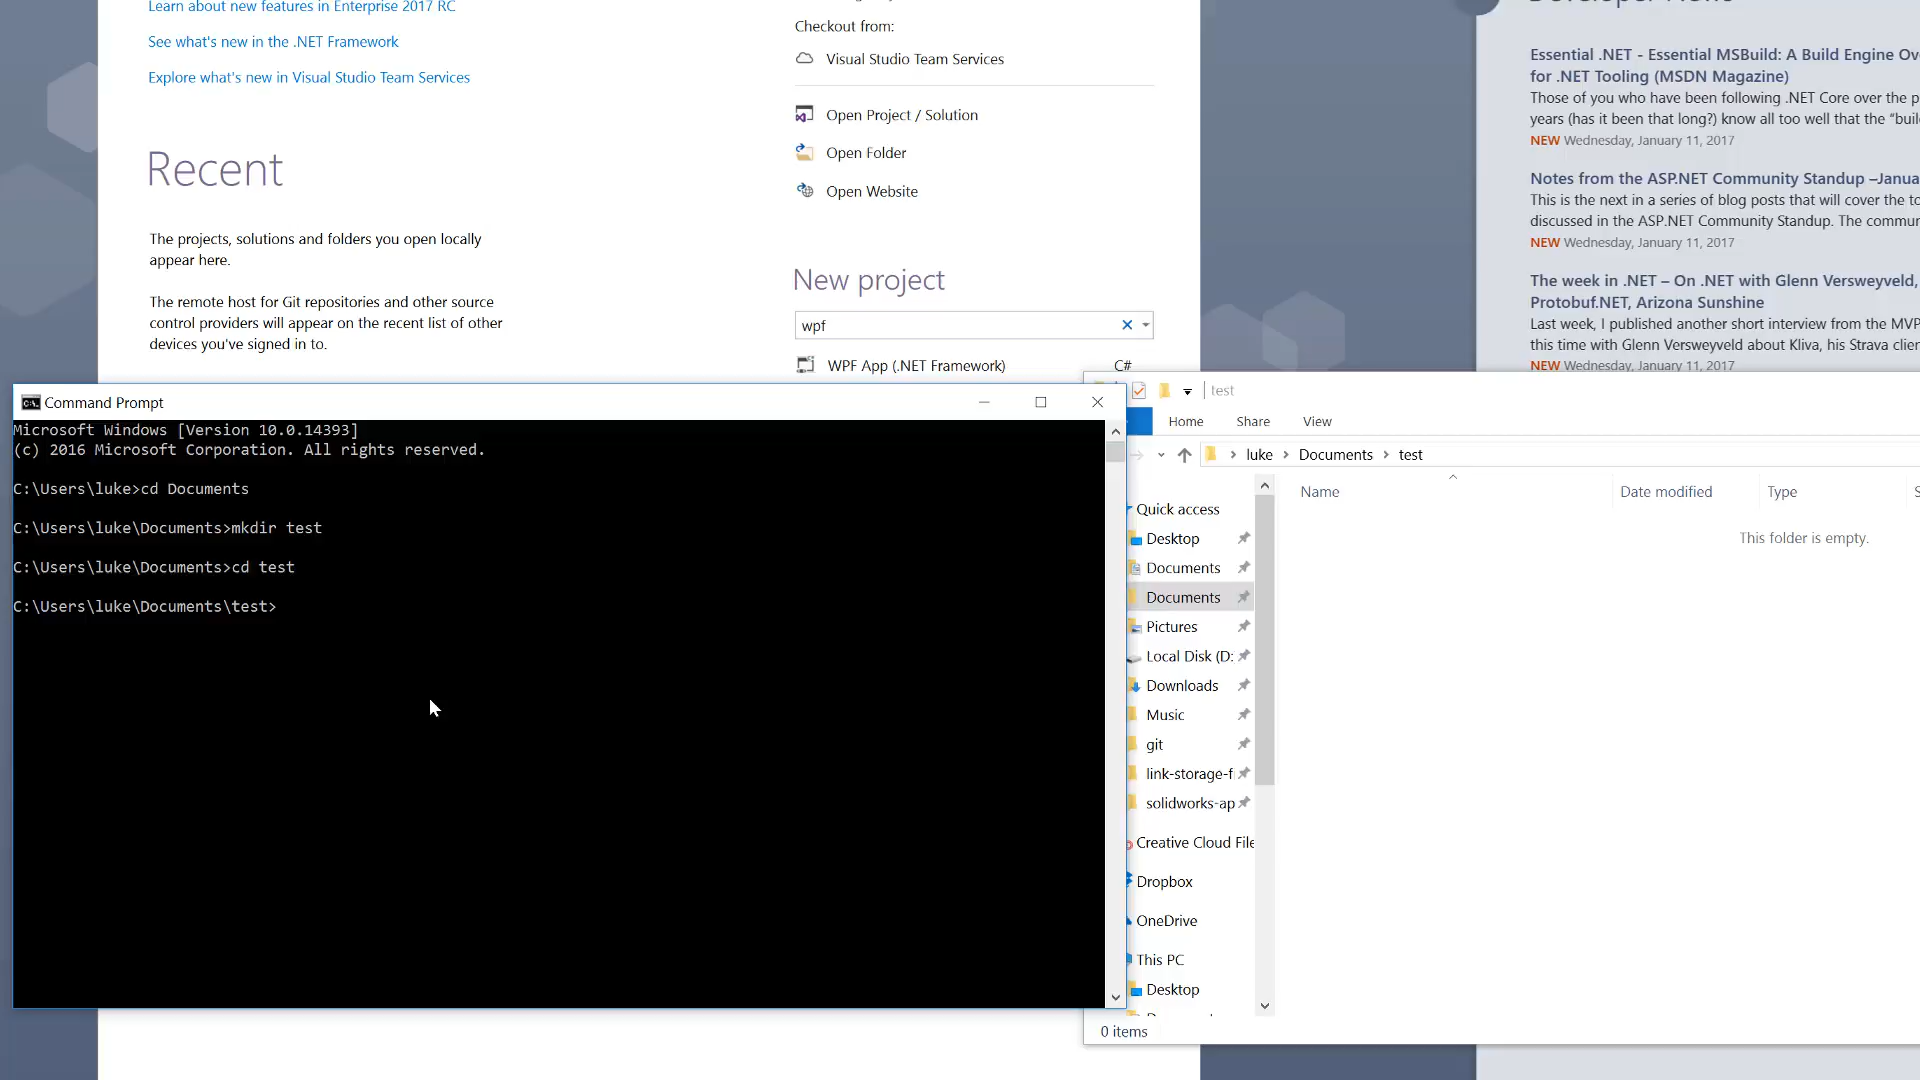 Learn about new features in Enterprise 2017 RC
See what's new in the .NET Framework
Explore what's new in Visual Studio Team Services
Recent
The projects, solutions and folders you open locally
appear here.
The remote host for Git repositories and other source
control providers will appear on the recent list of other
devices you've signed in to.
Checkout from:
Visual Studio Team Services
Open Project / Solution
Open Folder
Open Website
New project
wpf
WPF App (.NET Framework) C#
Essential .NET - Essential MSBuild: A Build Engine Ov
for .NET Tooling (MSDN Magazine)
Those of you who have been following .NET Core over the p
years (has it been that long?) know all too well that the “buil
NEW Wednesday, January 11, 2017
Notes from the ASP.NET Community Standup –Janua
This is the next in a series of blog posts that will cover the to
discussed in the ASP.NET Community Standup. The commun
NEW Wednesday, January 11, 2017
The week in .NET – On .NET with Glenn Versweyveld,
Protobuf.NET, Arizona Sunshine
Last week, I published another short interview from the MVP
this time with Glenn Versweyveld about Kliva, his Strava clien
NEW Wednesday, January 11, 2017
Command Prompt
Microsoft Windows [Version 10.0.14393]
(c) 2016 Microsoft Corporation. All rights reserved.
C:\Users\luke>cd Documents
C:\Users\luke\Documents>mkdir test
C:\Users\luke\Documents>cd test
C:\Users\luke\Documents\test>
test
Home Share View
luke Documents test
Name Date modified Type
This folder is empty.
Quick access
Desktop
Documents
Documents
Pictures
Local Disk (D:
Downloads
Music
git
link-storage-f
solidworks-ap
Creative Cloud File
Dropbox
OneDrive
This PC
Desktop
0 items